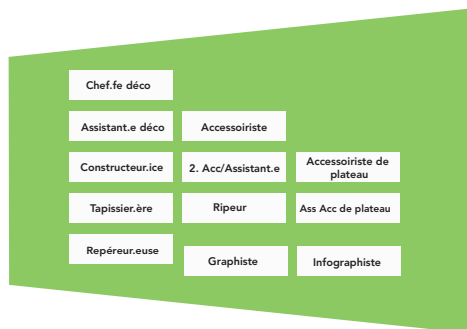 Chef.fe déco
Assistant.e déco
Accessoiriste
Constructeur.ice
2. Acc/Assistant.e
Accessoiriste de
plateau
Tapissier.ère
Ripeur
Ass Acc de plateau
Repéreur.euse
Graphiste
Infographiste